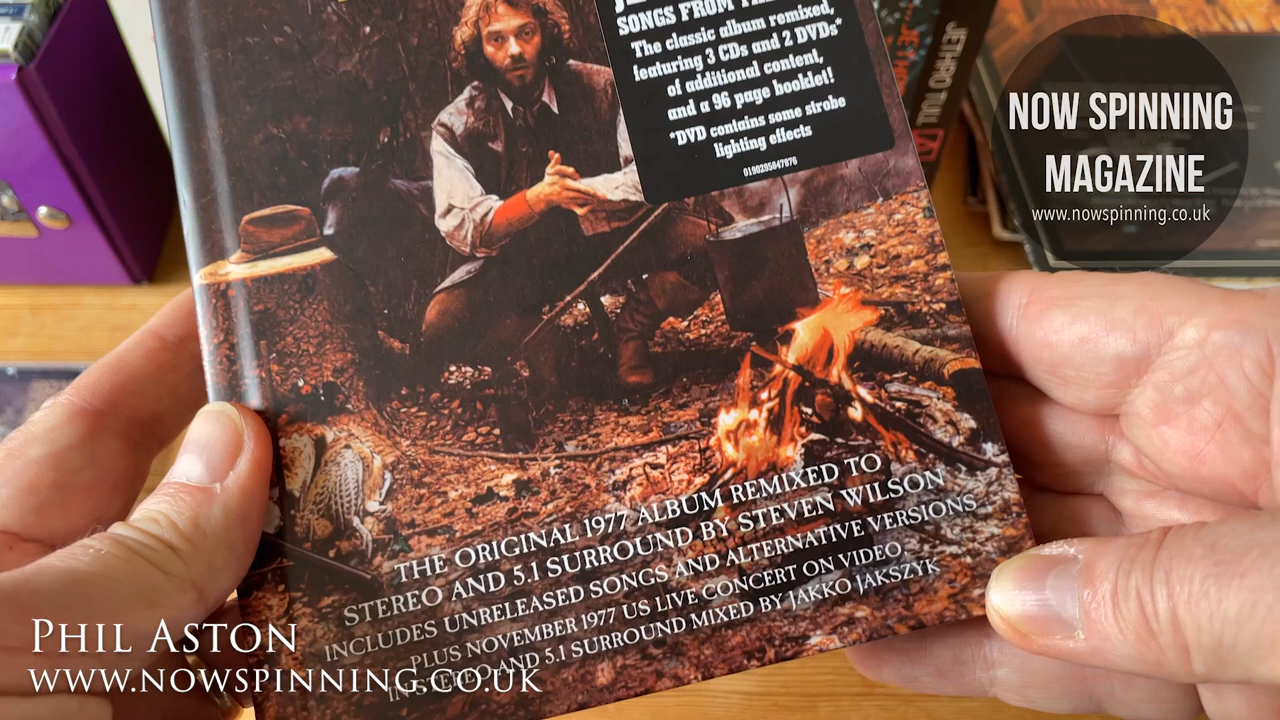 SONGS FROM
The classic album remixed,
featuring 3 CDs and 2 DVDs*
of additional content,
and a 96 page booklet!
*DVD contains some strobe
lighting effects
0190295847876
JETHRO TULL
NOW SPINNING
MAGAZINE
www.nowspinning.co.uk
THE ORIGINAL 1977 ALBUM REMIXED TO
STEREO AND 5.1 SURROUND BY STEVEN WILSON
INCLUDES UNRELEASED SONGS AND ALTERNATIVE VERSIONS
PLUS NOVEMBER 1977 US LIVE CONCERT ON VIDEO
IN STEREO AND 5.1 SURROUND MIXED BY JAKKO JAKSZYK
PHIL ASTON
WWW.NOWSPINNING.CO.UK